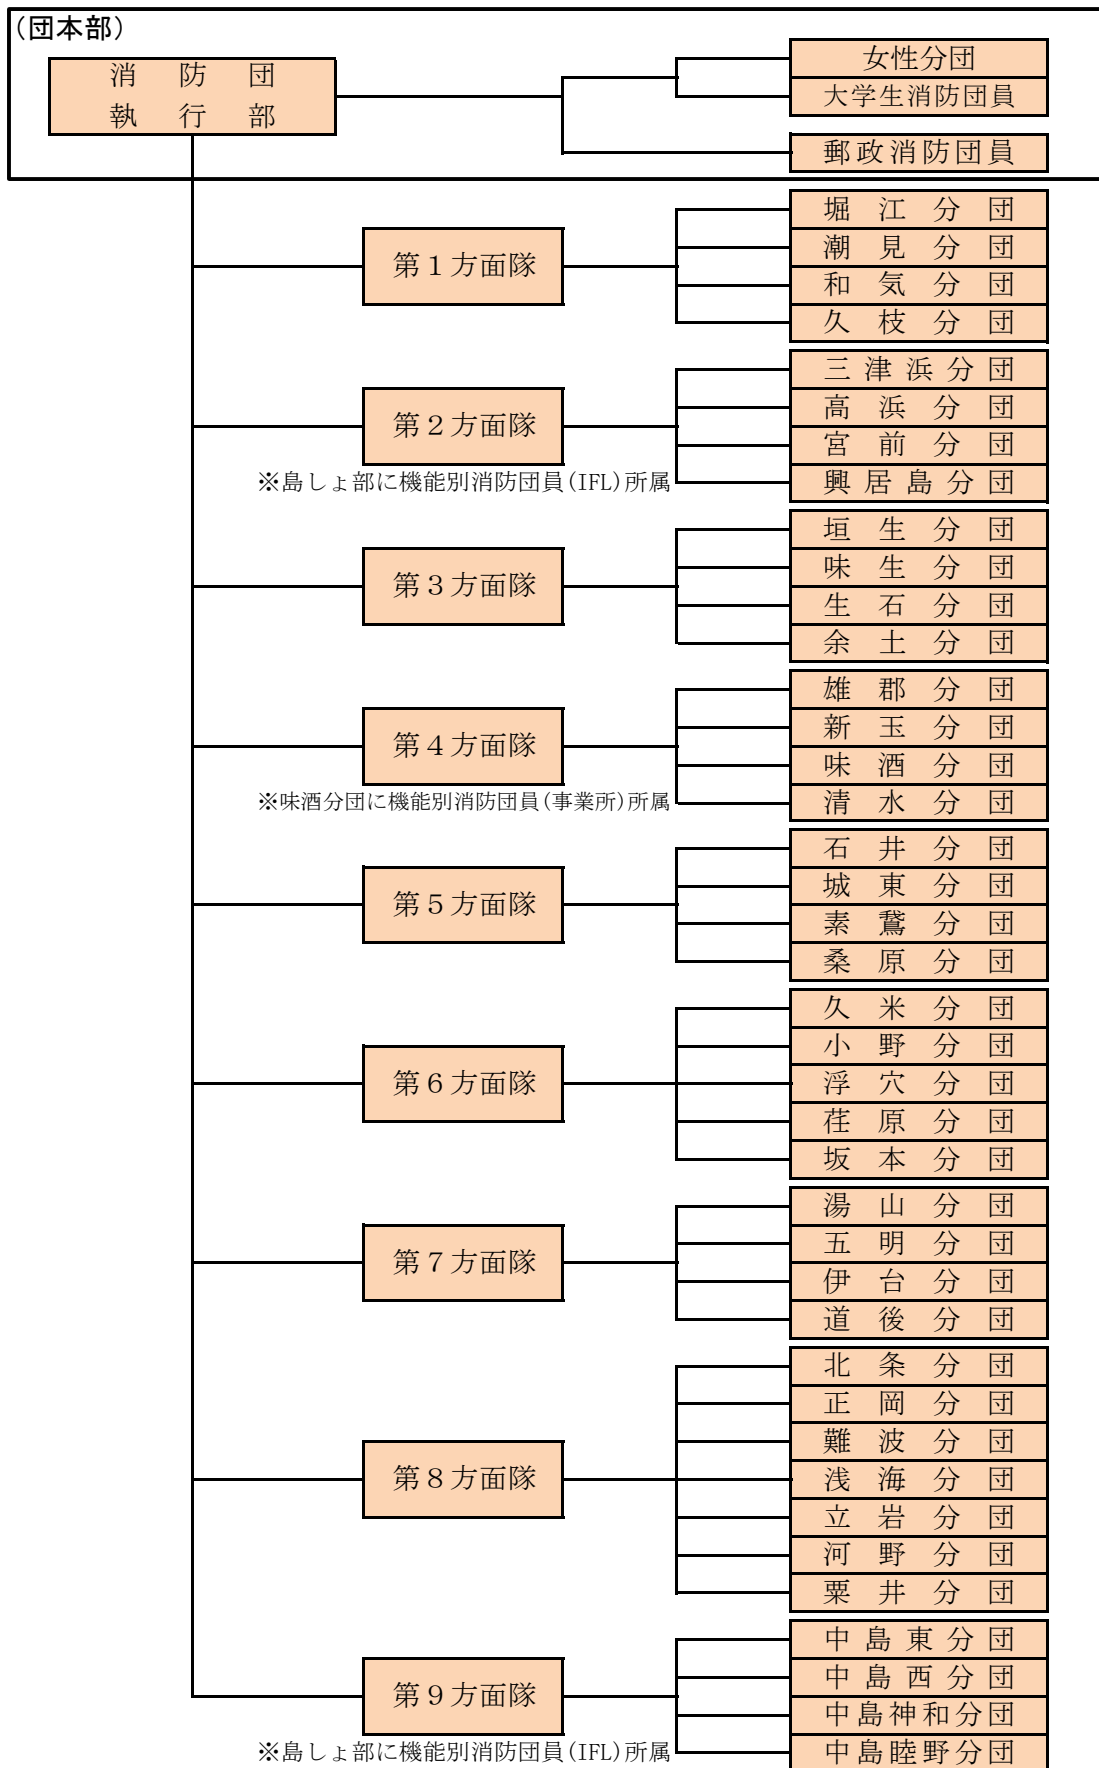 (団本部)
消防団
執行部
女性分団
大学生消防団員
郵政消防団員
第1方面隊
堀江分団
潮見分団
和気分団
久枝分団
第2方面隊
※島しょ部に機能別消防団員(IFL)所属
三津浜分団
高浜分団
宮前分団
興居島分団
第3方面隊
垣生分団
味生分団
生石分団
余土分団
第4方面隊
※味酒分団に機能別消防団員(事業所)所属
雄郡分団
新玉分団
味酒分団
清水分団
第5方面隊
石井分団
城東分団
素鵞分団
桑原分団
第6方面隊
久米分団
小野分団
浮穴分団
荏原分団
坂本分団
第7方面隊
湯山分団
五明分団
伊台分団
道後分団
第8方面隊
北条分団
正岡分団
難波分団
浅海分団
立岩分団
河野分団
粟井分団
第9方面隊
※島しょ部に機能別消防団員(IFL)所属
中島東分団
中島西分団
中島神和分団
中島睦野分団